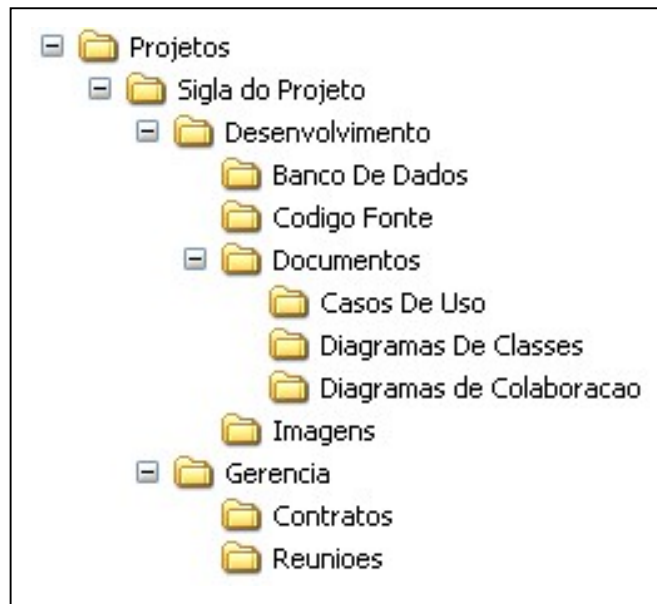 Projetos
Sigla do Projeto
Desenvolvimento
Banco De Dados
Codigo Fonte
Documentos
Casos De Uso
Diagramas De Classes
Diagramas de Colaboracao
Imagens
Gerencia
Contratos
Reunioes